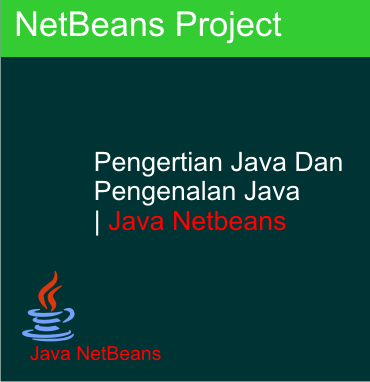 NetBeans Project
Pengertian Java Dan
Pengenalan Java
| Java Netbeans
Java NetBeans